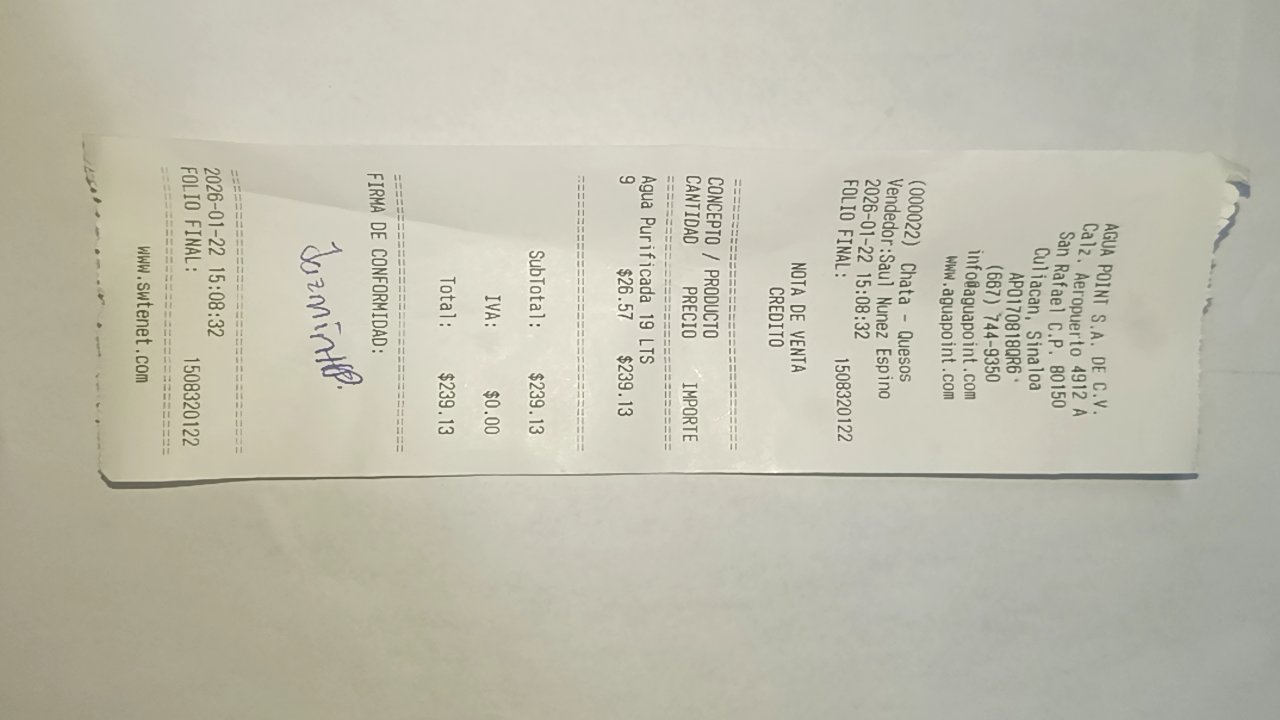 AGUA POINT S.A. DE C.V.
Calz. Aeropuerto 4912 A
San Rafael C.P. 80150
Culiacan, Sinaloa
APO170818QR6
(667) 744-9350
info@aguapoint.com
www.aguapoint.com
(000022) Chata - Quesos
Vendedor:Saul Nunez Espino
2026-01-22 15:08:32
FOLIO FINAL: 1508320122
NOTA DE VENTA
CREDITO
==============================
CONCEPTO / PRODUCTO
CANTIDAD PRECIO IMPORTE
==============================
Agua Purificada 19 LTS
9 $26.57 $239.13
==============================
SubTotal: $239.13
IVA: $0.00
Total: $239.13
==============================
FIRMA DE CONFORMIDAD:
==============================
2026-01-22 15:08:32
FOLIO FINAL: 1508320122
==============================
www.swtenet.com